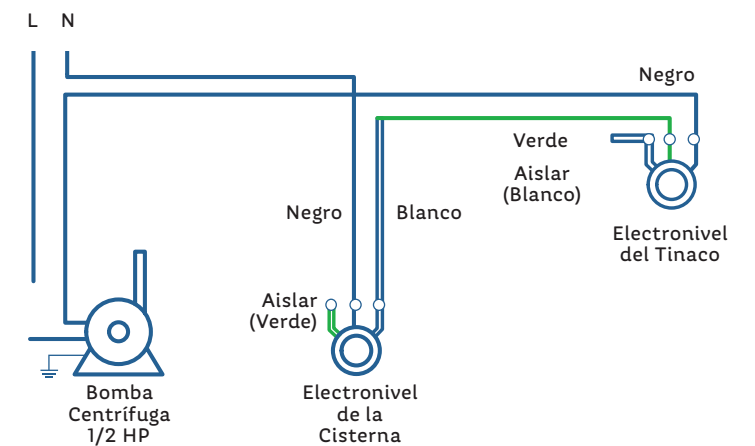 L N
Negro
Verde
Aislar
(Blanco)
Negro
Blanco
Electronivel
del Tinaco
Aislar
(Verde)
Bomba
Centrífuga
1/2 HP
Electronivel
de la
Cisterna